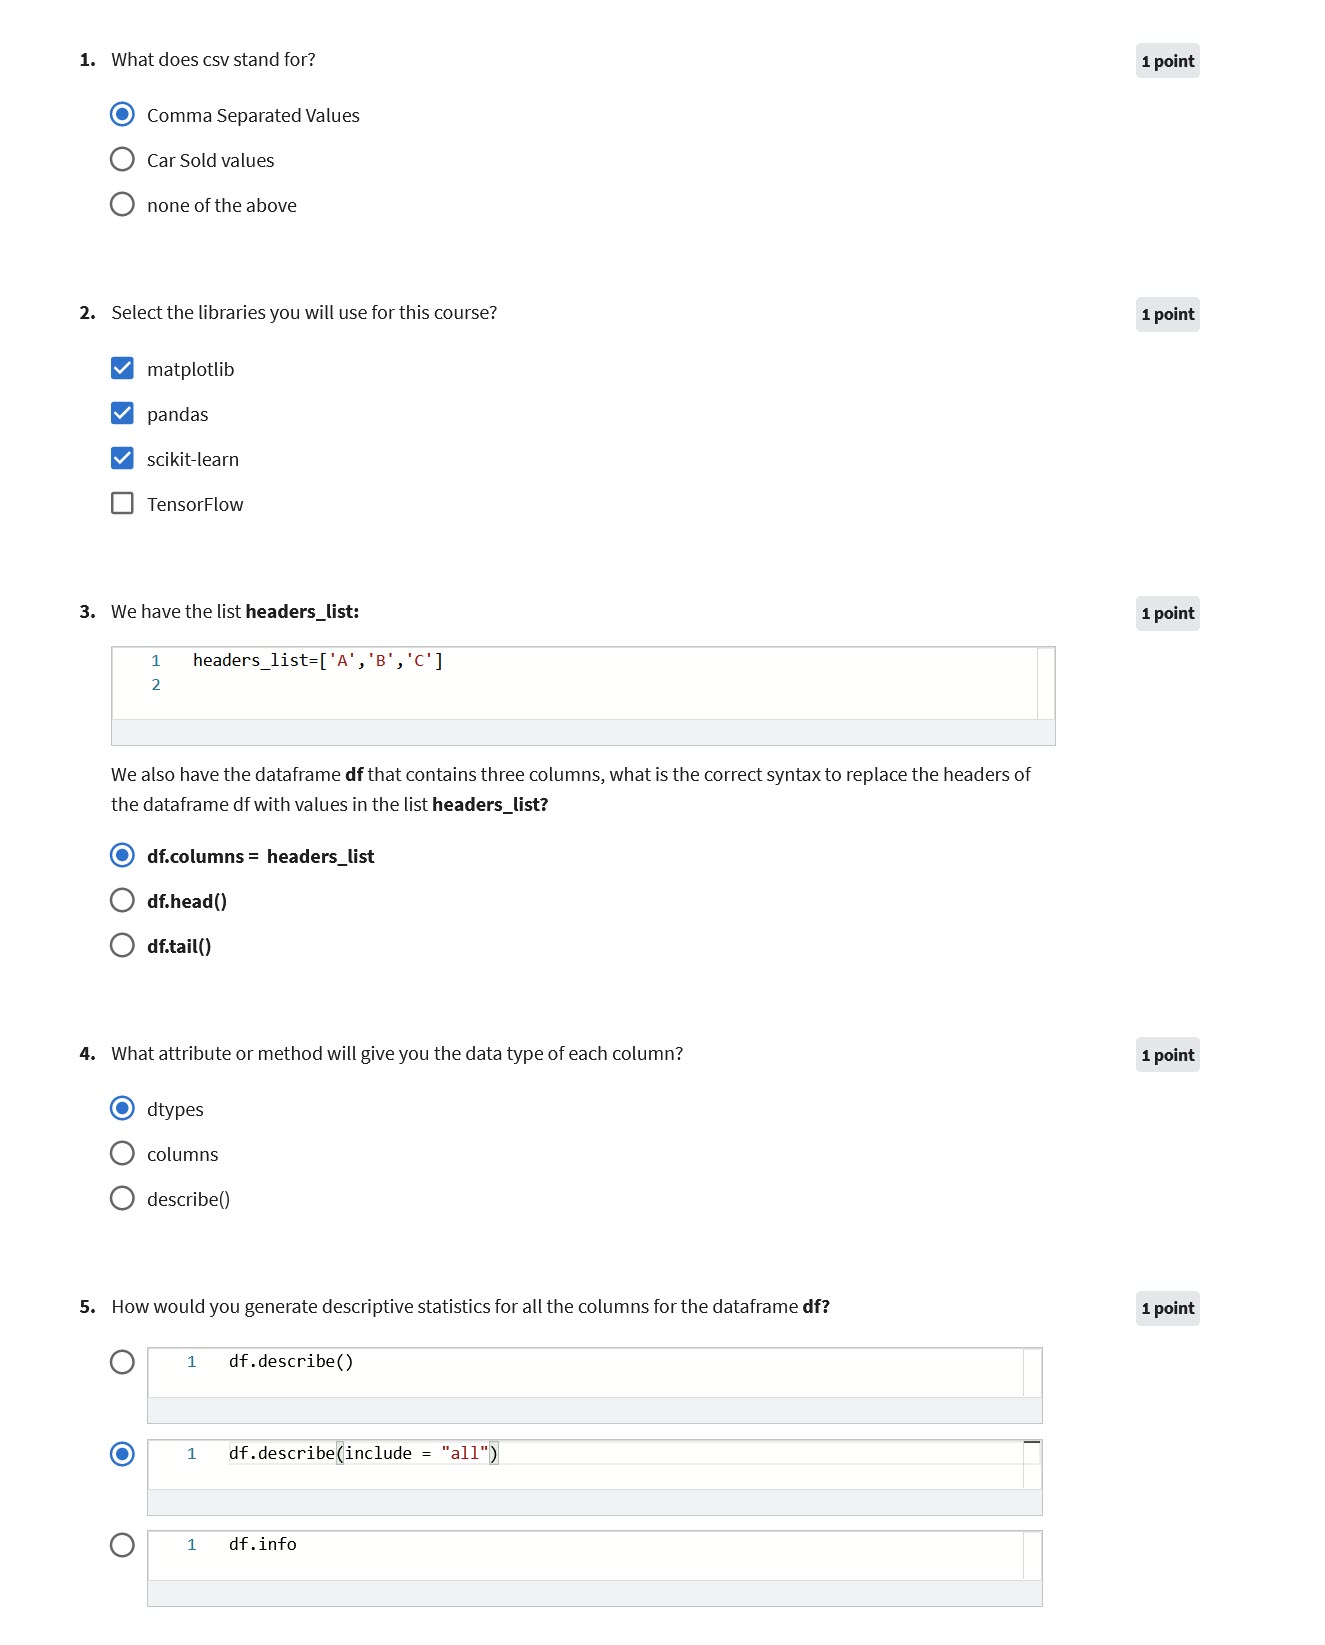 1. What does csv stand for?
1 point
Comma Separated Values
Car Sold values
none of the above
2. Select the libraries you will use for this course?
1 point
matplotlib
pandas
scikit-learn
TensorFlow
3. We have the list headers_list:
1 point
1 headers_list=['A','B','C']
2
We also have the dataframe df that contains three columns, what is the correct syntax to replace the headers of
the dataframe df with values in the list headers_list?
df.columns = headers_list
df.head()
df.tail()
4. What attribute or method will give you the data type of each column?
1 point
dtypes
columns
describe()
5. How would you generate descriptive statistics for all the columns for the dataframe df?
1 point
1 df.describe()
1 df.describe(include = "all")
1 df.info